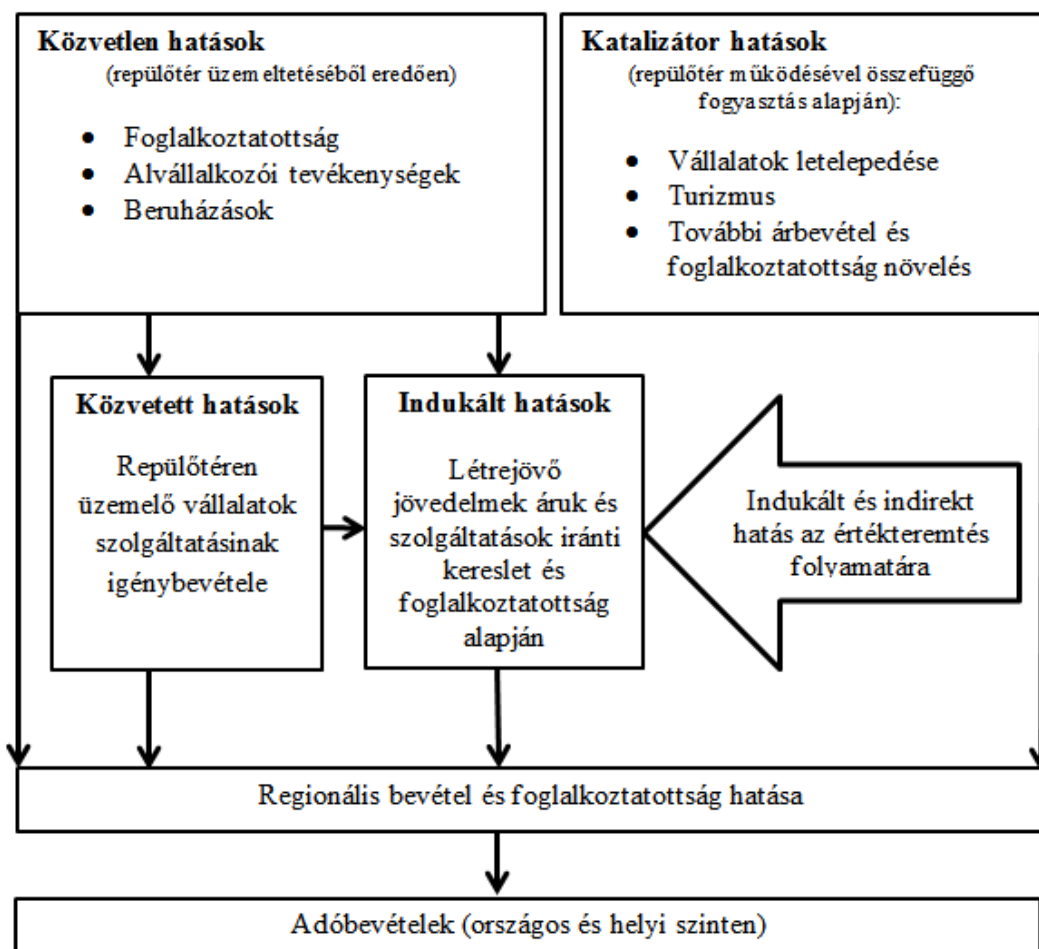 Közvetlen hatások
(repülőtér üzemeltetéséből eredően)
• Foglalkoztatottság
• Alvállalkozói tevékenységek
• Beruházások
Katalizátor hatások
(repülőtér működésével összefüggő
fogyasztás alapján):
• Vállalatok letelepedése
• Turizmus
• További árbevétel és
foglalkoztatottság növelés
Közvetett hatások
Repülőtéren
üzemelő vállalatok
szolgáltatásinak
igénybevétele
Indukált hatások
Létrejövő
jövedelmek áruk és
szolgáltatások iránti
kereslet és
foglalkoztatottság
alapján
Indukált és indirekt
hatás az értékteremtés
folyamatára
Regionális bevétel és foglalkoztatottság hatása
Adóbevételek (országos és helyi szinten)